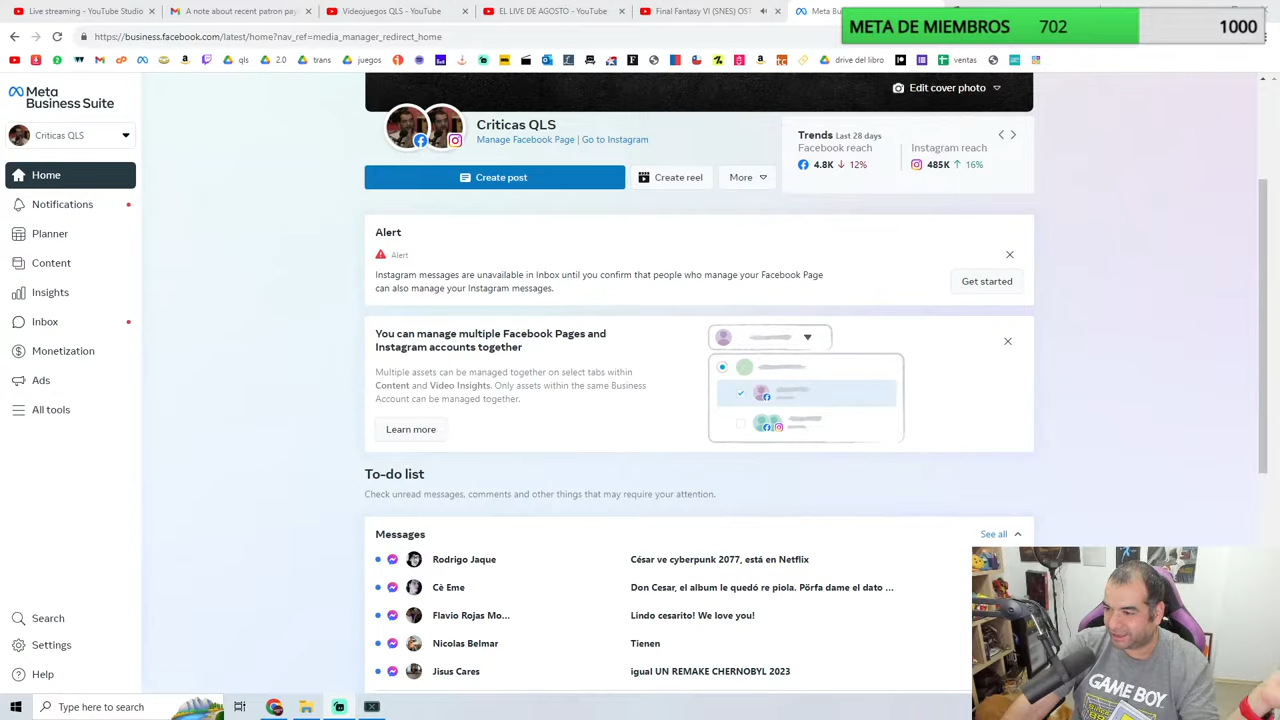 Live streaming - YouTube Studio
A note about recent patron pay
Videojuegos QLS - YouTube
EL LIVE DE AGOSTO - YouTube
Final Fantasy VI (SNES) OST
Meta Bu
META DE MIEMBROS 702 1000
https://business.facebook.com/latest/home?nav_ref=media_manager_redirect_home
trans
2.0
juegos
drive del libro
ventas
Meta
Business Suite
Edit cover photo
Criticas QLS
Criticas QLS
Manage Facebook Page | Go to Instagram
Trends Last 28 days
Facebook reach
Instagram reach
4.8K ↓ 12%
485K ↑ 16%
Create post
Create reel
More
Home
Notifications
Planner
Content
Insights
Inbox
Monetization
Ads
All tools
Search
Settings
Help
Alert
Alert
Instagram messages are unavailable in Inbox until you confirm that people who manage your Facebook Page
can also manage your Instagram messages.
Get started
You can manage multiple Facebook Pages and
Instagram accounts together
Multiple assets can be managed together on select tabs within
Content and Video Insights. Only assets within the same Business
Account can be managed together.
Learn more
To-do list
Check unread messages, comments and other things that may require your attention.
Messages
See all
Rodrigo Jaque César ve cyberpunk 2077, está en Netflix
Cè Eme Don Cesar, el album le quedó re piola. Pörfa dame el dato ...
Flavio Rojas Mo... Lindo cesarito! We love you!
Nicolas Belmar Tienen
Jisus Cares igual UN REMAKE CHERNOBYL 2023
Type here to search
GAME BOY